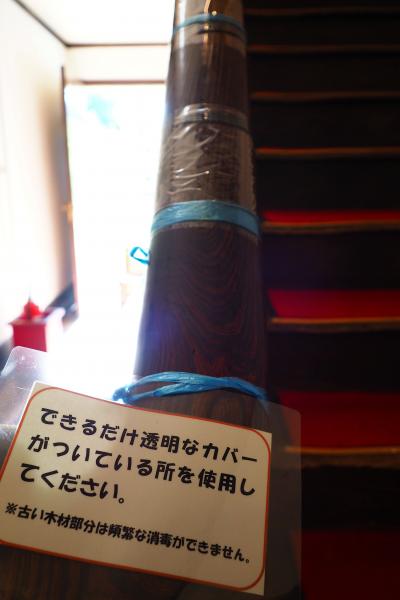 できるだけ透明なカバー
がついている所を使用し
てください。
※古い木材部分は頻繁な消毒ができません。